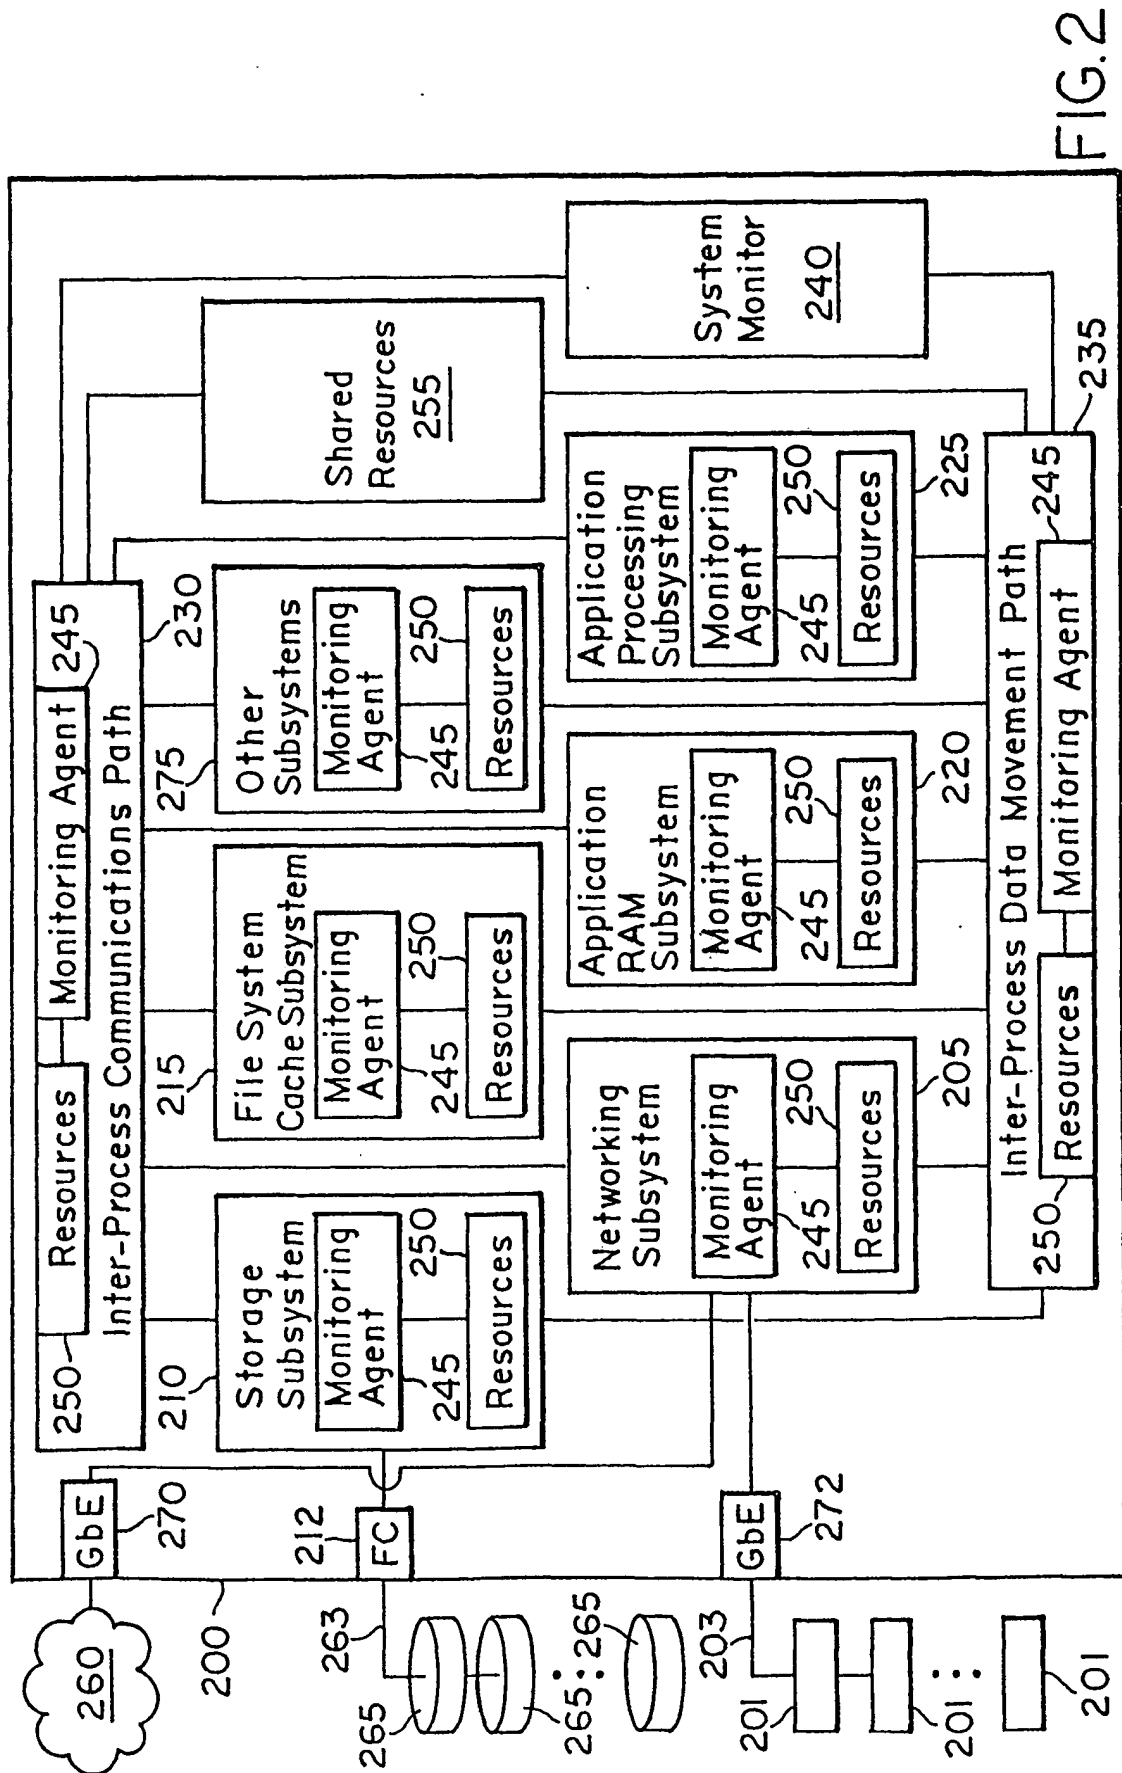 250
Resources
Monitoring Agent
245
Inter-Process Communications Path
230
GbE
270
260
200
210
Storage
Subsystem
Monitoring
Agent
245
250
Resources
215
File System
Cache Subsystem
Monitoring
Agent
245
250
Resources
275
Other
Subsystems
Monitoring
Agent
245
250
Resources
Shared
Resources
255
212
FC
263
265
265
265
Networking
Subsystem
Monitoring
Agent
245
250
Resources
205
Application
RAM
Subsystem
Monitoring
Agent
245
250
Resources
220
Application
Processing
Subsystem
Monitoring
Agent
245
250
Resources
225
System
Monitor
240
GbE
272
203
201
201
201
Inter-Process Data Movement Path
235
250
Resources
Monitoring Agent
245
FIG.2